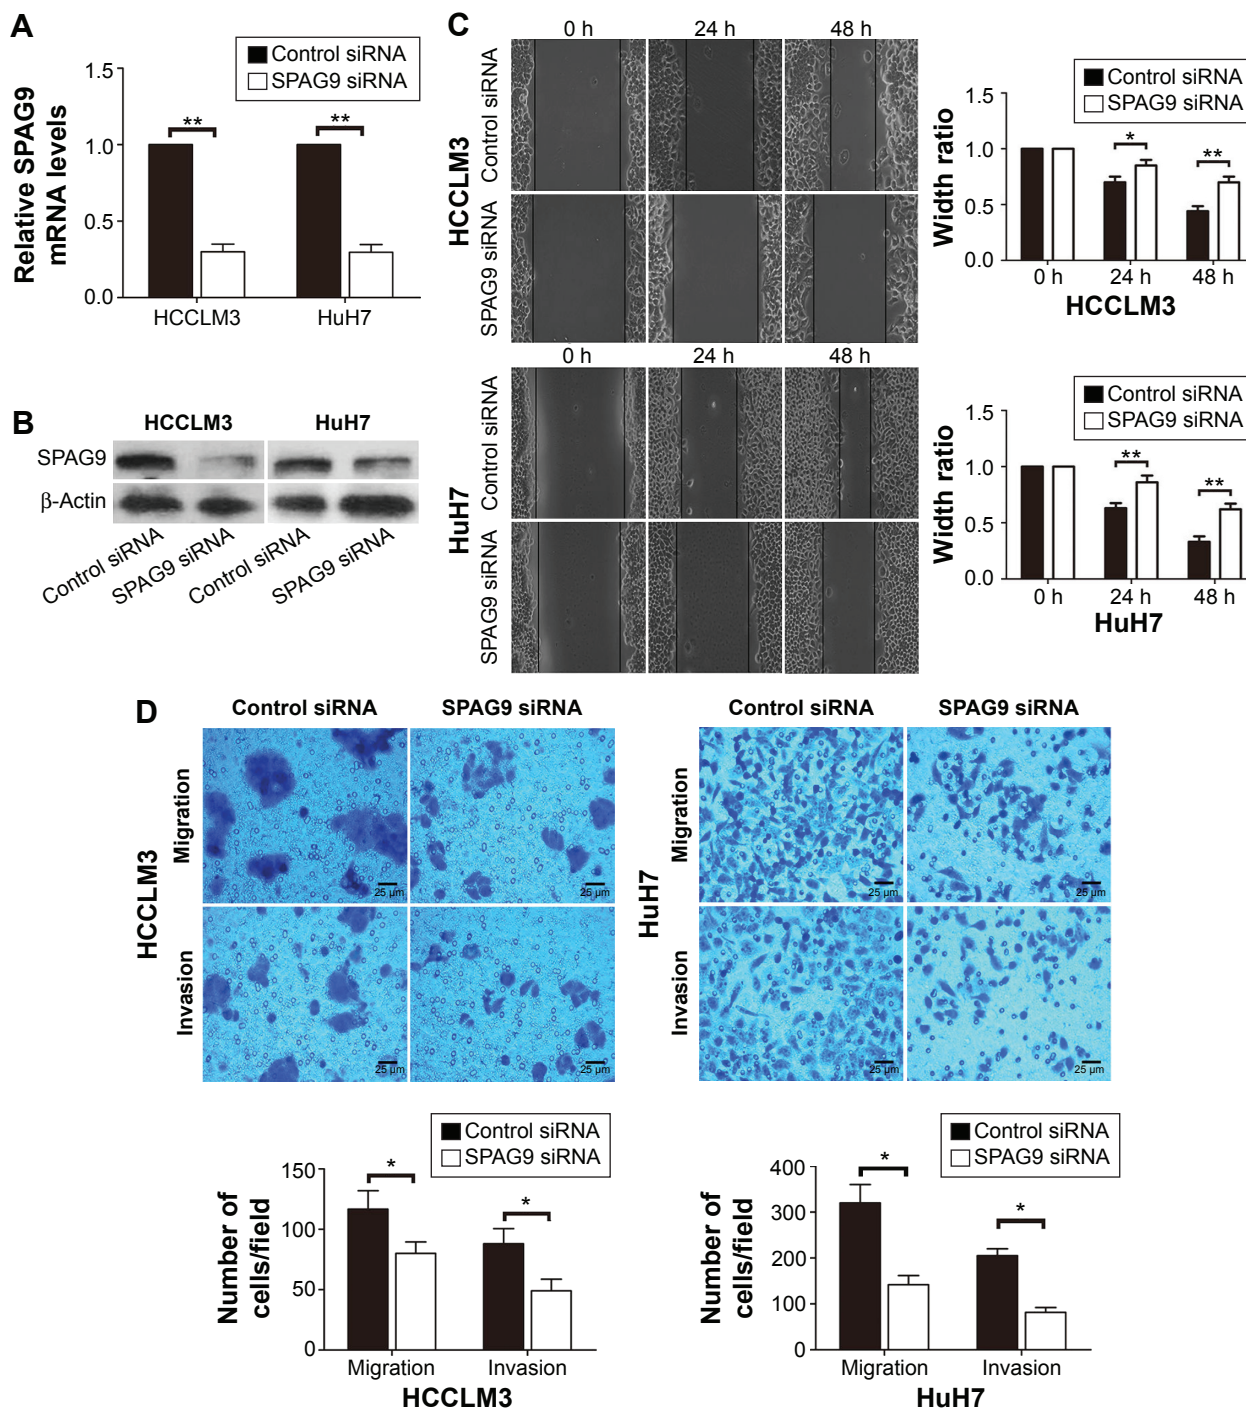 A
Control siRNA
SPAG9 siRNA
Relative SPAG9
mRNA levels
1.5
1.0
0.5
0.0
**
**
HCCLM3
HuH7
B
HCCLM3
HuH7
SPAG9
β-Actin
Control siRNA
SPAG9 siRNA
Control siRNA
SPAG9 siRNA
C
0 h
24 h
48 h
HCCLM3
Control siRNA
SPAG9 siRNA
0 h
24 h
48 h
HuH7
Control siRNA
SPAG9 siRNA
Control siRNA
SPAG9 siRNA
Width ratio
1.5
1.0
0.5
0.0
*
**
0 h
24 h
48 h
HCCLM3
Control siRNA
SPAG9 siRNA
Width ratio
1.5
1.0
0.5
0.0
**
**
0 h
24 h
48 h
HuH7
D
Control siRNA
SPAG9 siRNA
HCCLM3
Migration
25 µm
25 µm
Invasion
25 µm
25 µm
Control siRNA
SPAG9 siRNA
HuH7
Migration
25 µm
25 µm
Invasion
25 µm
25 µm
Control siRNA
SPAG9 siRNA
Number of
cells/field
150
100
50
0
*
*
Migration
Invasion
HCCLM3
Control siRNA
SPAG9 siRNA
Number of
cells/field
400
300
200
100
0
*
*
Migration
Invasion
HuH7